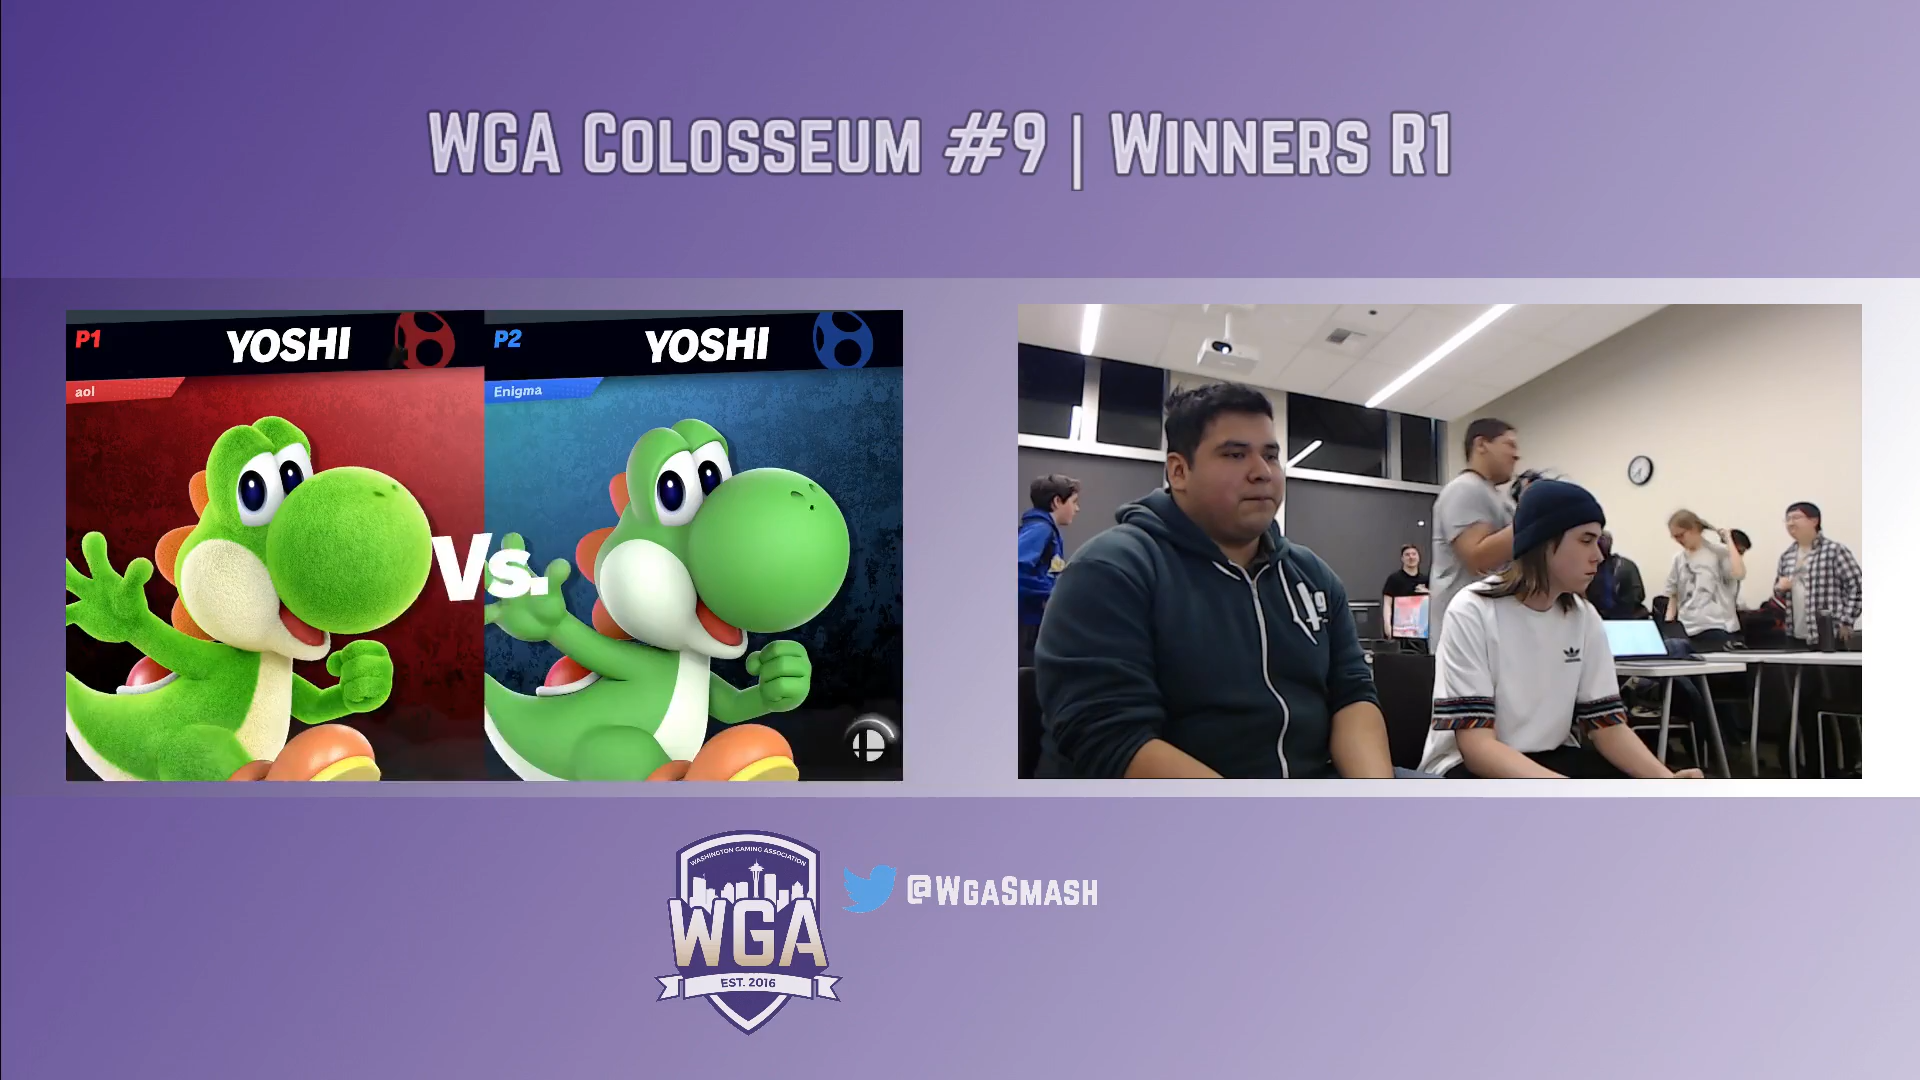 WGA COLOSSEUM #9 | WINNERS R1
P1
YOSHI
aol
P2
YOSHI
Enigma
Vs.
WASHINGTON GAMING ASSOCIATION
WGA
EST. 2016
@WGASMASH